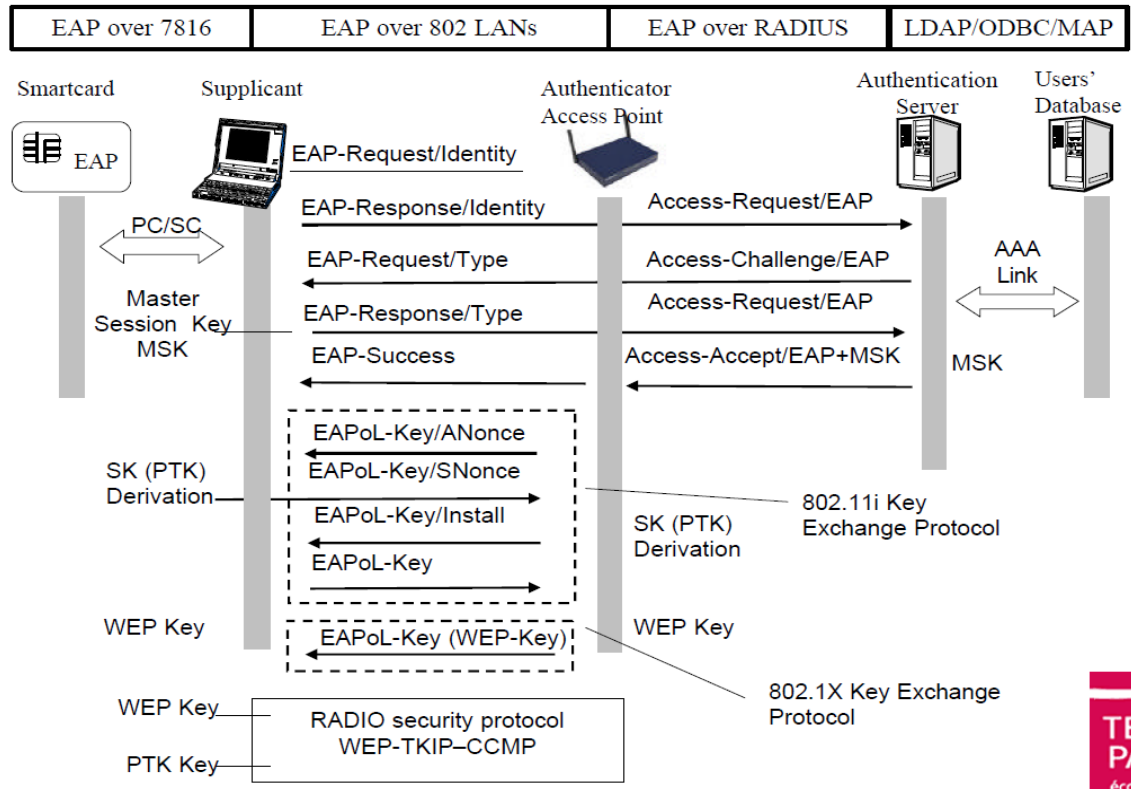 EAP over 7816
EAP over 802 LANs
EAP over RADIUS
LDAP/ODBC/MAP
Smartcard
Supplicant
Authenticator
Access Point
Authentication
Server
Users'
Database
EAP
EAP-Request/Identity
EAP-Response/Identity
Access-Request/EAP
PC/SC
EAP-Request/Type
Access-Challenge/EAP
AAA
Link
Master
Session Key
MSK
EAP-Response/Type
Access-Request/EAP
EAP-Success
Access-Accept/EAP+MSK
MSK
EAPoL-Key/ANonce
SK (PTK)
Derivation
EAPoL-Key/SNonce
802.11i Key
Exchange Protocol
EAPoL-Key/Install
SK (PTK)
Derivation
EAPoL-Key
WEP Key
EAPoL-Key (WEP-Key)
WEP Key
802.1X Key Exchange
Protocol
WEP Key
RADIO security protocol
WEP-TKIP–CCMP
PTK Key